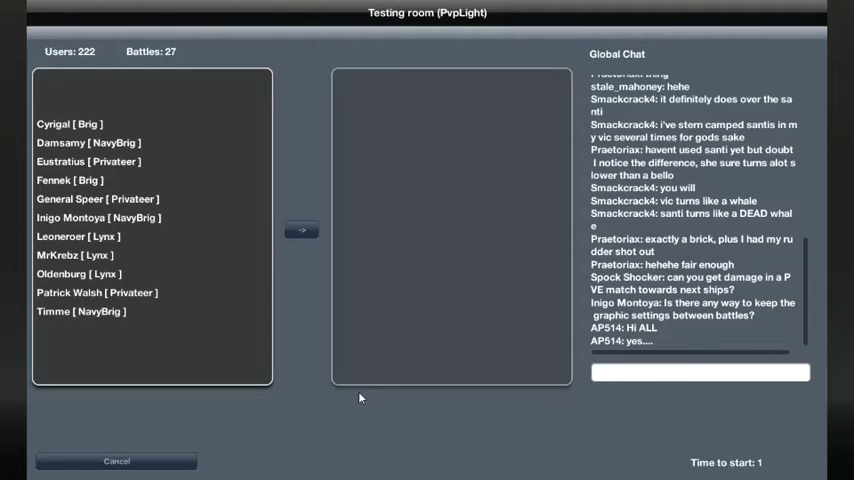 Testing room (PvpLight)
Users: 222 Battles: 27
Global Chat
Cyrigal [ Brig ]
Damsamy [ NavyBrig ]
Eustratius [ Privateer ]
Fennek [ Brig ]
General Speer [ Privateer ]
Inigo Montoya [ NavyBrig ]
Leoneroer [ Lynx ]
MrKrebz [ Lynx ]
Oldenburg [ Lynx ]
Patrick Walsh [ Privateer ]
Timme [ NavyBrig ]
->
Praetoriax: thing
stale_mahoney: hehe
Smackcrack4: it definitely does over the sa
nti
Smackcrack4: i've stern camped santis in m
y vic several times for gods sake
Praetoriax: havent used santi yet but doubt
I notice the difference, she sure turns alot s
lower than a bello
Smackcrack4: you will
Smackcrack4: vic turns like a whale
Smackcrack4: santi turns like a DEAD whal
e
Praetoriax: exactly a brick, plus I had my ru
dder shot out
Praetoriax: hehehe fair enough
Spock Shocker: can you get damage in a P
VE match towards next ships?
Inigo Montoya: Is there any way to keep the
graphic settings between battles?
AP514: Hi ALL
AP514: yes....
Cancel
Time to start: 1